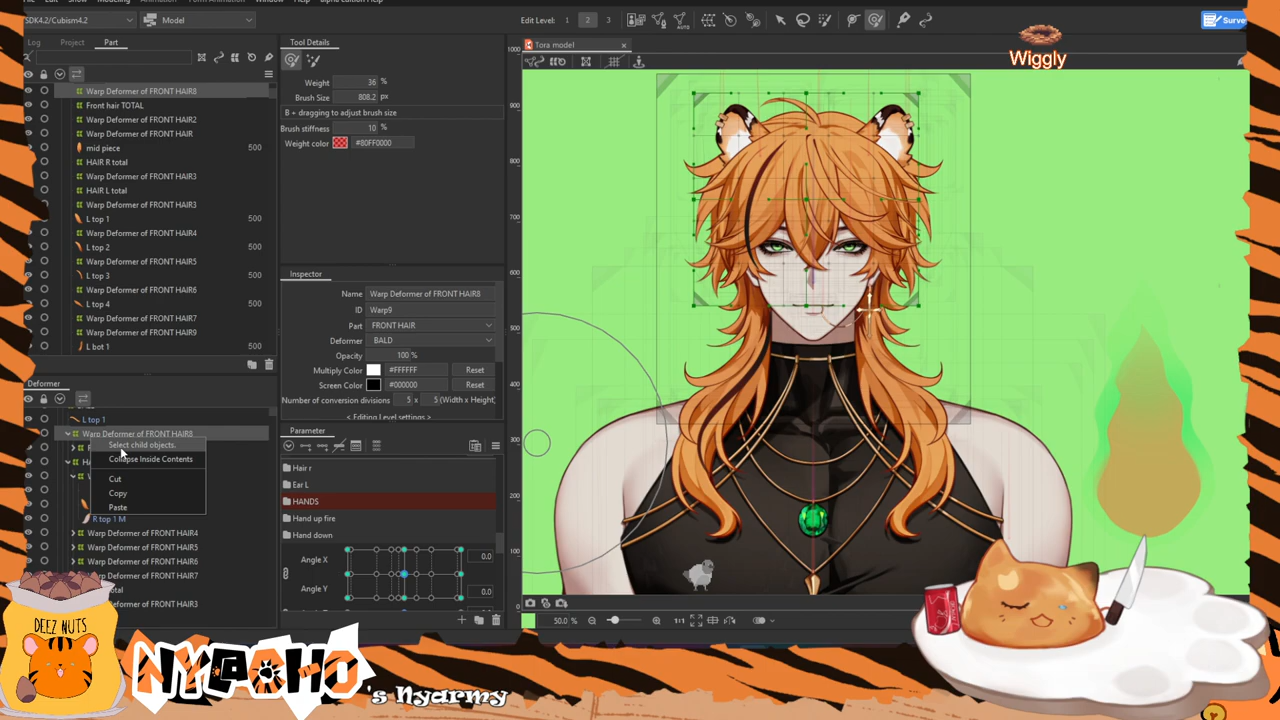 SDK4.2/Cubism4.2
Model
Edit Level: 1 2 3
Surve
Log Project Part
Warp Deformer of FRONT HAIR8
Front hair TOTAL
Warp Deformer of FRONT HAIR2
Warp Deformer of FRONT HAIR
mid piece 500
HAIR R total
Warp Deformer of FRONT HAIR3
HAIR L total
Warp Deformer of FRONT HAIR3
L top 1 500
Warp Deformer of FRONT HAIR4
L top 2 500
Warp Deformer of FRONT HAIR5
L top 3 500
Warp Deformer of FRONT HAIR6
L top 4 500
Warp Deformer of FRONT HAIR7
Warp Deformer of FRONT HAIR9
L bot 1 500
Deformer
L top 1
Warp Deformer of FRONT HAIR8
Select child objects.
Collapse Inside Contents
Cut
Copy
Paste
R top 1 M
Warp Deformer of FRONT HAIR4
Warp Deformer of FRONT HAIR5
Warp Deformer of FRONT HAIR6
Warp Deformer of FRONT HAIR7
Deformer of FRONT HAIR3
Tool Details
Weight 36 %
Brush Size 808.2 px
B + dragging to adjust brush size
Brush stiffness 10 %
Weight color #80FF0000
Inspector
Name Warp Deformer of FRONT HAIR8
ID Warp9
Part FRONT HAIR
Deformer BALD
Opacity 100 %
Multiply Color #FFFFFF Reset
Screen Color #000000 Reset
Number of conversion divisions 5 x 5 (Width x Height)
< Editing Level settings >
Parameter
Hair r
Ear L
HANDS
Hand up fire
Hand down
Angle X 0.0
Angle Y 0.0
Tora model
1000
900
800
700
600
500
400
300
200
100
0
50.0 %
1:1
Wiggly
DEEZ NUTS
NYAOHO
's Nyarmy